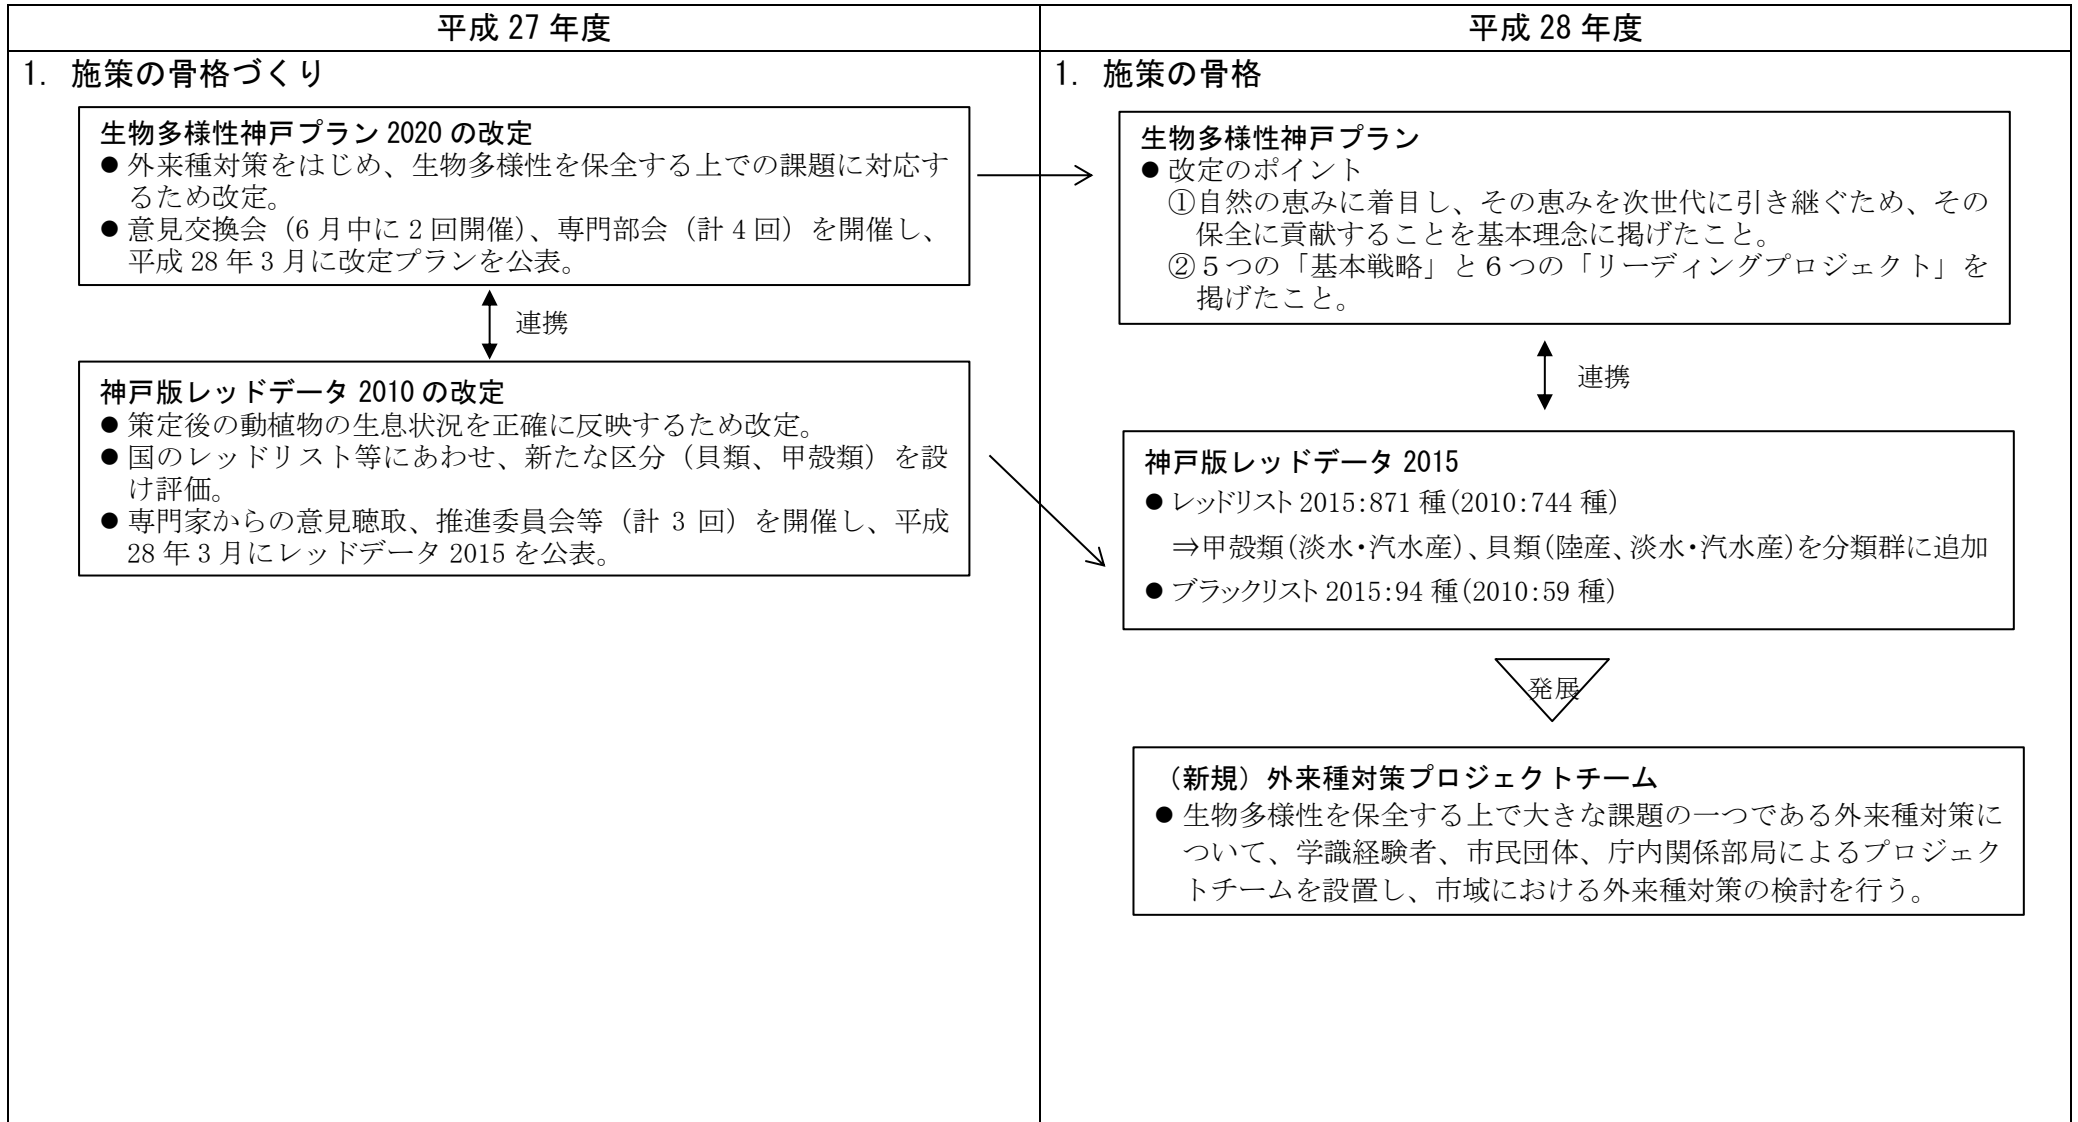 平成 27 年度
1. 施策の骨格づくり
生物多様性神戸プラン 2020 の改定
● 外来種対策をはじめ、生物多様性を保全する上での課題に対応す
るため改定。
● 意見交換会（6 月中に 2 回開催）、専門部会（計 4 回）を開催し、
平成 28 年 3 月に改定プランを公表。
連携
神戸版レッドデータ 2010 の改定
● 策定後の動植物の生息状況を正確に反映するため改定。
● 国のレッドリスト等にあわせ、新たな区分（貝類、甲殻類）を設
け評価。
● 専門家からの意見聴取、推進委員会等（計 3 回）を開催し、平成
28 年 3 月にレッドデータ 2015 を公表。
平成 28 年度
1. 施策の骨格
生物多様性神戸プラン
● 改定のポイント
①自然の恵みに着目し、その恵みを次世代に引き継ぐため、その
保全に貢献することを基本理念に掲げたこと。
②５つの「基本戦略」と６つの「リーディングプロジェクト」を
掲げたこと。
連携
神戸版レッドデータ 2015
● レッドリスト 2015:871 種(2010:744 種)
⇒甲殻類(淡水・汽水産)、貝類(陸産、淡水・汽水産)を分類群に追加
● ブラックリスト 2015:94 種(2010:59 種)
発展
（新規）外来種対策プロジェクトチーム
● 生物多様性を保全する上で大きな課題の一つである外来種対策に
ついて、学識経験者、市民団体、庁内関係部局によるプロジェク
トチームを設置し、市域における外来種対策の検討を行う。